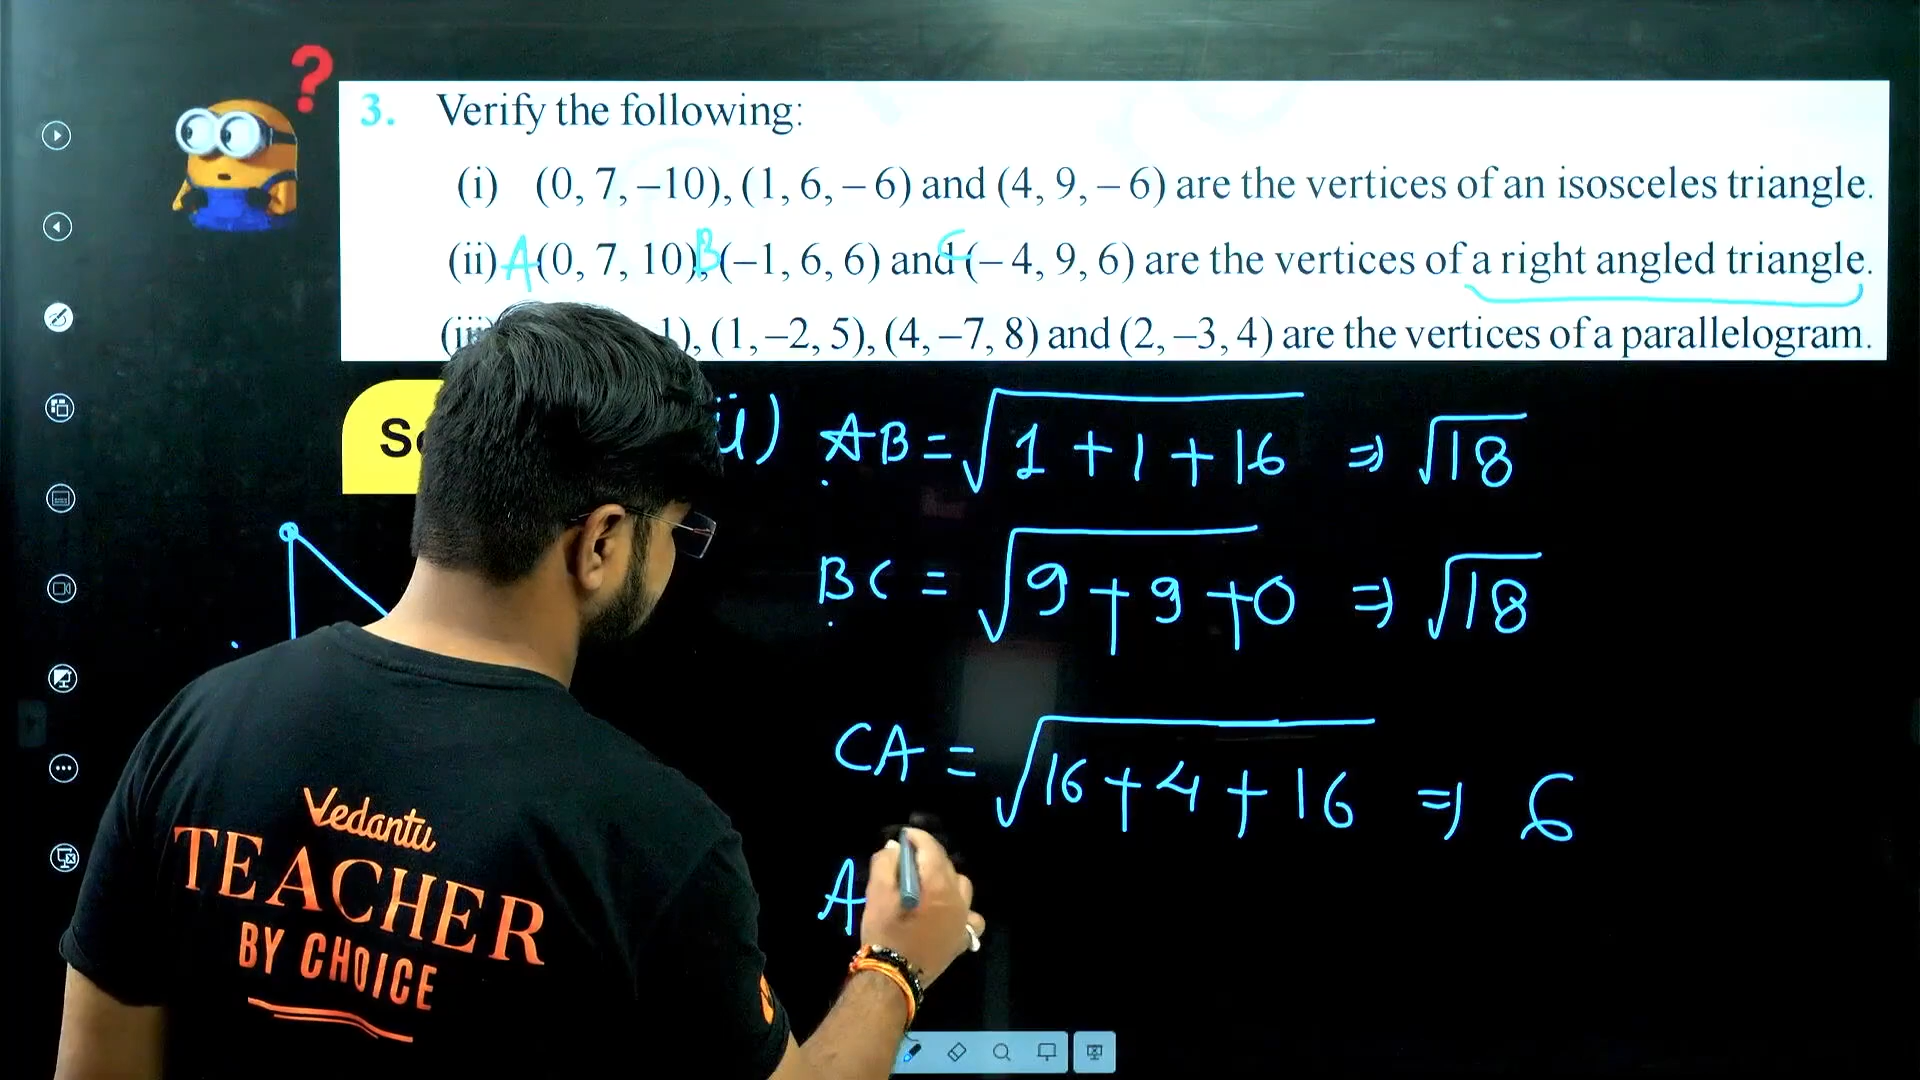 3. Verify the following:
(i) (0, 7, –10), (1, 6, – 6) and (4, 9, – 6) are the vertices of an isosceles triangle.
(ii) A (0, 7, 10), B (–1, 6, 6) and C (– 4, 9, 6) are the vertices of a right angled triangle.
1), (1, –2, 5), (4, –7, 8) and (2, –3, 4) are the vertices of a parallelogram.
ii) AB = √1 + 1 + 16 ⇒ √18
BC = √9 + 9 + 0 ⇒ √18
CA = √16 + 4 + 16 ⇒ 6
A
Vedantu
TEACHER
BY CHOICE